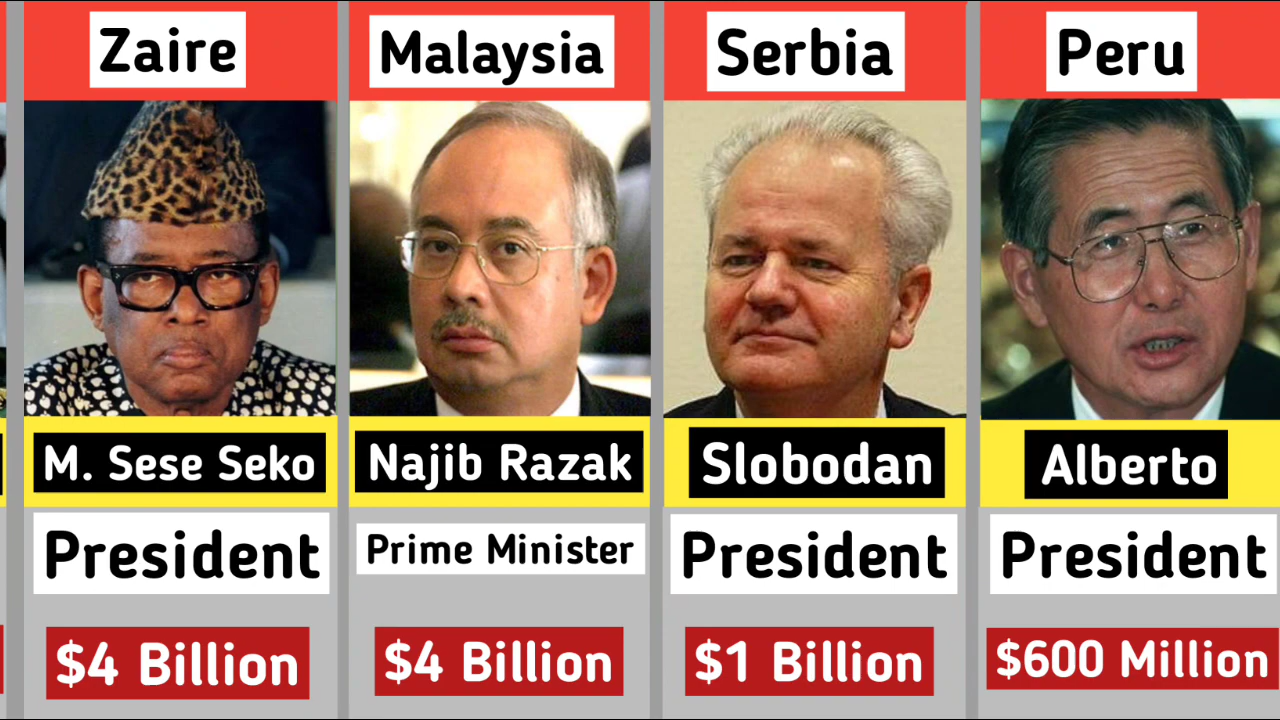 Zaire
Malaysia
Serbia
Peru
M. Sese Seko
Najib Razak
Slobodan
Alberto
President
Prime Minister
President
President
$4 Billion
$4 Billion
$1 Billion
$600 Million